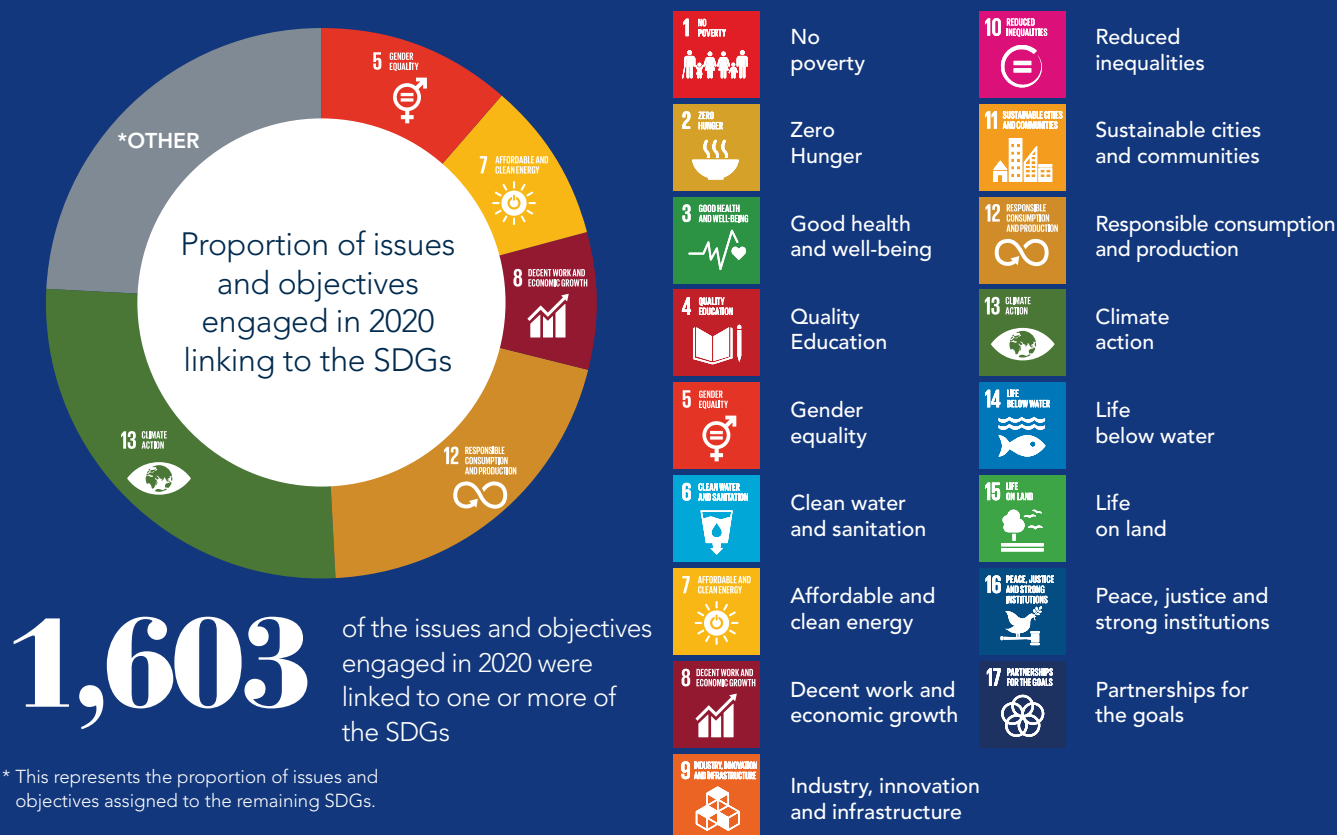 5 GENDER
EQUALITY
*OTHER
7 AFFORDABLE AND
CLEAN ENERGY
8 DECENT WORK AND
ECONOMIC GROWTH
12 RESPONSIBLE
CONSUMPTION
AND PRODUCTION
13 CLIMATE
ACTION
Proportion of issues
and objectives
engaged in 2020
linking to the SDGs
1,603
of the issues and objectives
engaged in 2020 were
linked to one or more of
the SDGs
* This represents the proportion of issues and
objectives assigned to the remaining SDGs.
1 NO
POVERTY
No
poverty
2 ZERO
HUNGER
Zero
Hunger
3 GOOD HEALTH
AND WELL-BEING
Good health
and well-being
4 QUALITY
EDUCATION
Quality
Education
5 GENDER
EQUALITY
Gender
equality
6 CLEAN WATER
AND SANITATION
Clean water
and sanitation
7 AFFORDABLE AND
CLEAN ENERGY
Affordable and
clean energy
8 DECENT WORK AND
ECONOMIC GROWTH
Decent work and
economic growth
9 INDUSTRY, INNOVATION
AND INFRASTRUCTURE
Industry, innovation
and infrastructure
10 REDUCED
INEQUALITIES
Reduced
inequalities
11 SUSTAINABLE CITIES
AND COMMUNITIES
Sustainable cities
and communities
12 RESPONSIBLE
CONSUMPTION
AND PRODUCTION
Responsible consumption
and production
13 CLIMATE
ACTION
Climate
action
14 LIFE
BELOW WATER
Life
below water
15 LIFE
ON LAND
Life
on land
16 PEACE, JUSTICE
AND STRONG
INSTITUTIONS
Peace, justice and
strong institutions
17 PARTNERSHIPS
FOR THE GOALS
Partnerships for
the goals